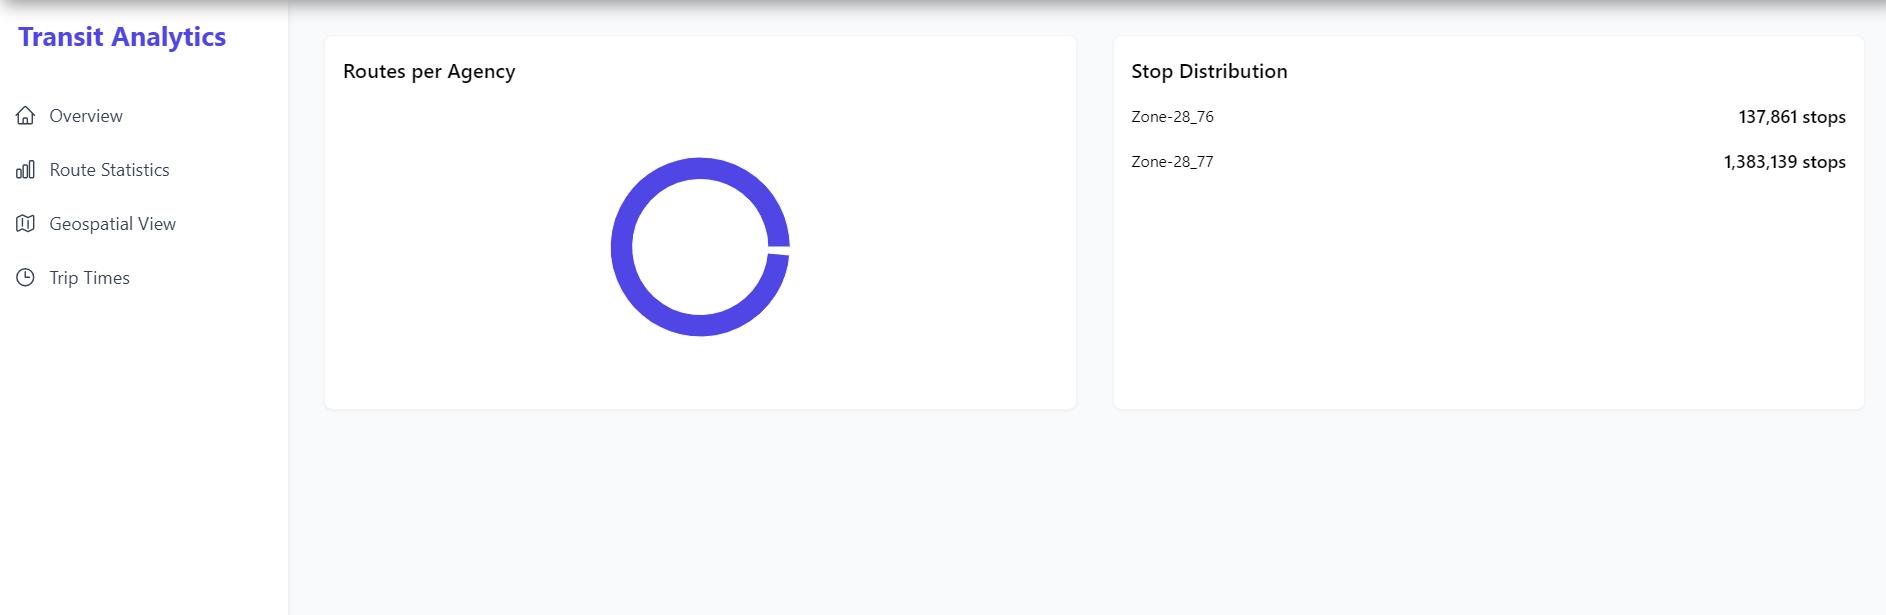 Transit Analytics
Overview
Route Statistics
Geospatial View
Trip Times
Routes per Agency
Stop Distribution
Zone-28_76 137,861 stops
Zone-28_77 1,383,139 stops